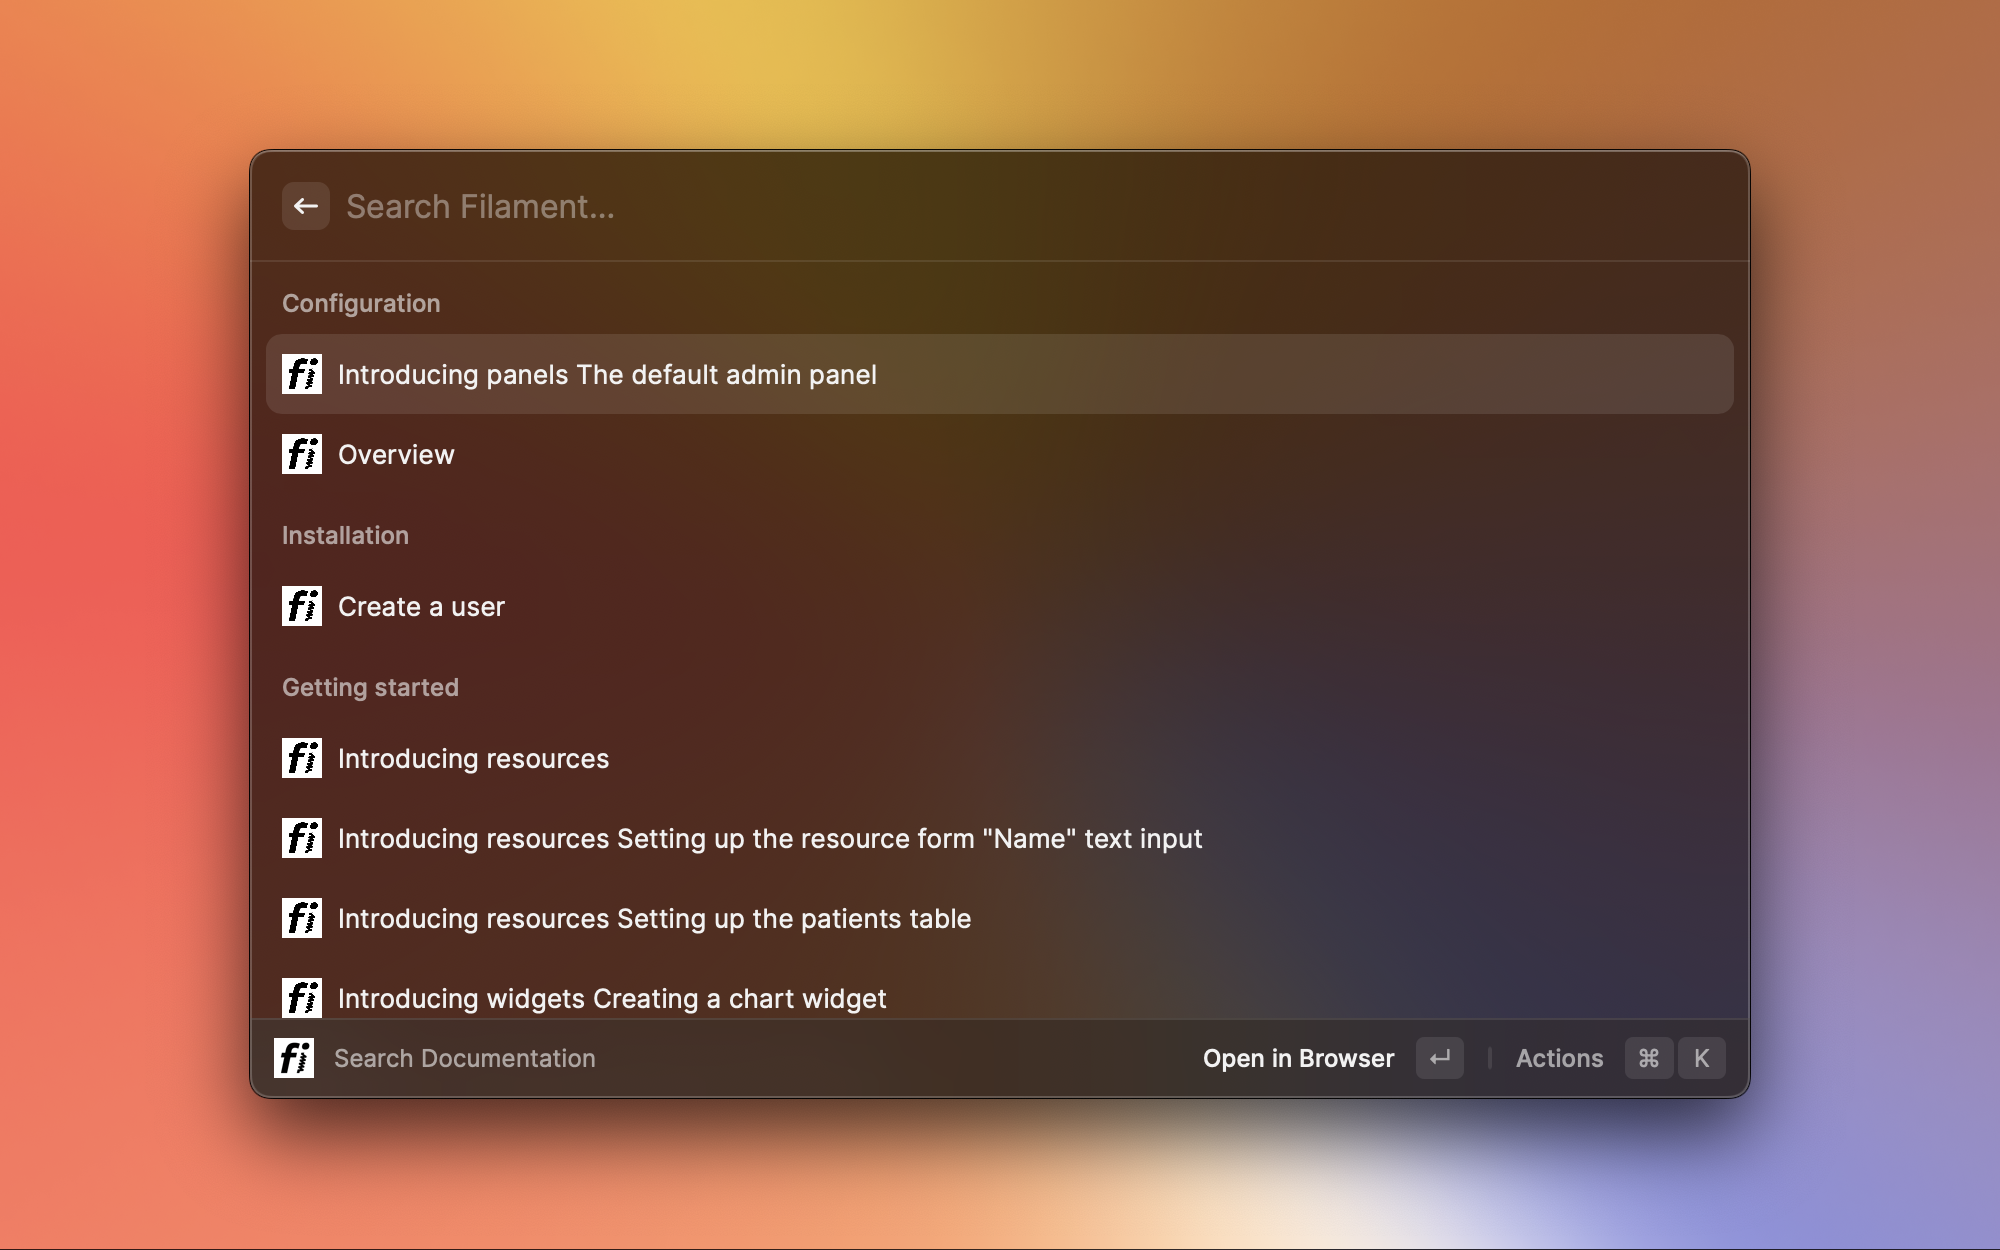 Search Filament...
Configuration
fi Introducing panels The default admin panel
fi Overview
Installation
fi Create a user
Getting started
fi Introducing resources
fi Introducing resources Setting up the resource form "Name" text input
fi Introducing resources Setting up the patients table
fi Introducing widgets Creating a chart widget
fi Search Documentation Open in Browser ↵ Actions ⌘ K